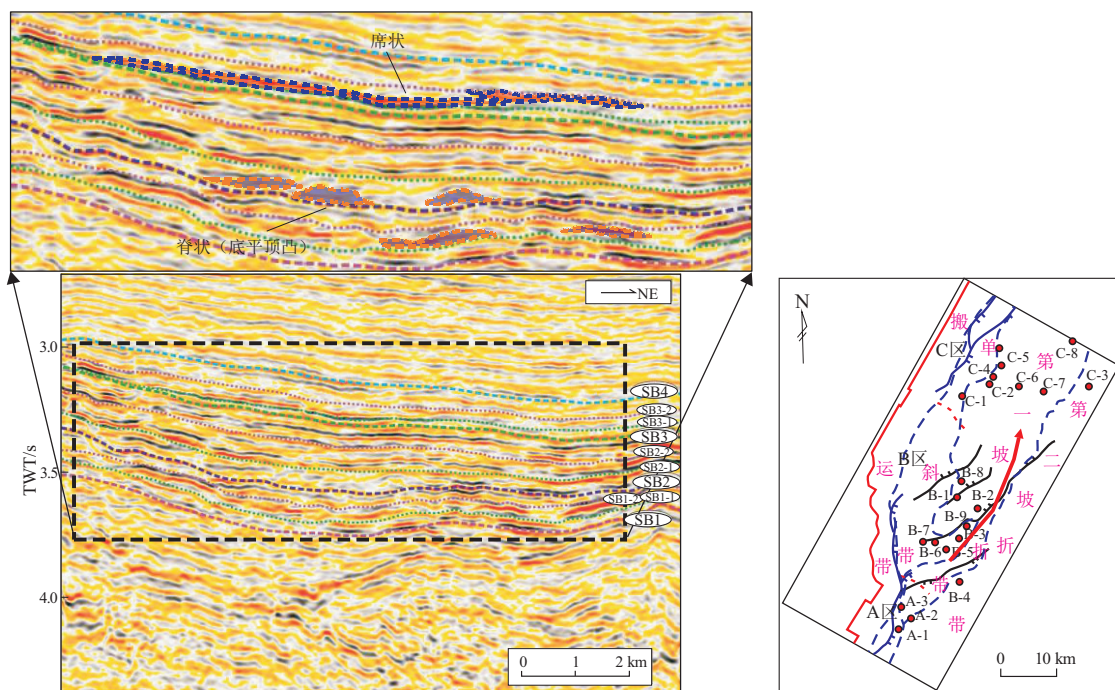 席状
脊状（底平顶凸）
NE
TWT/s
3.0
3.5
4.0
SB4
SB3-2
SB3-1
SB3
SB2-2
SB2-1
SB2
SB1-2
SB1-1
SB1
0 1 2 km
N
搬
运
带
单
斜
带
第
一
坡
折
带
第
二
坡
折
带
C区
B区
A区
C-8
C-5
C-4
C-6
C-3
C-2
C-7
C-1
B-8
B-1
B-2
B-9
B-7
B-3
B-6
B-5
B-4
A-3
A-2
A-1
0 10 km